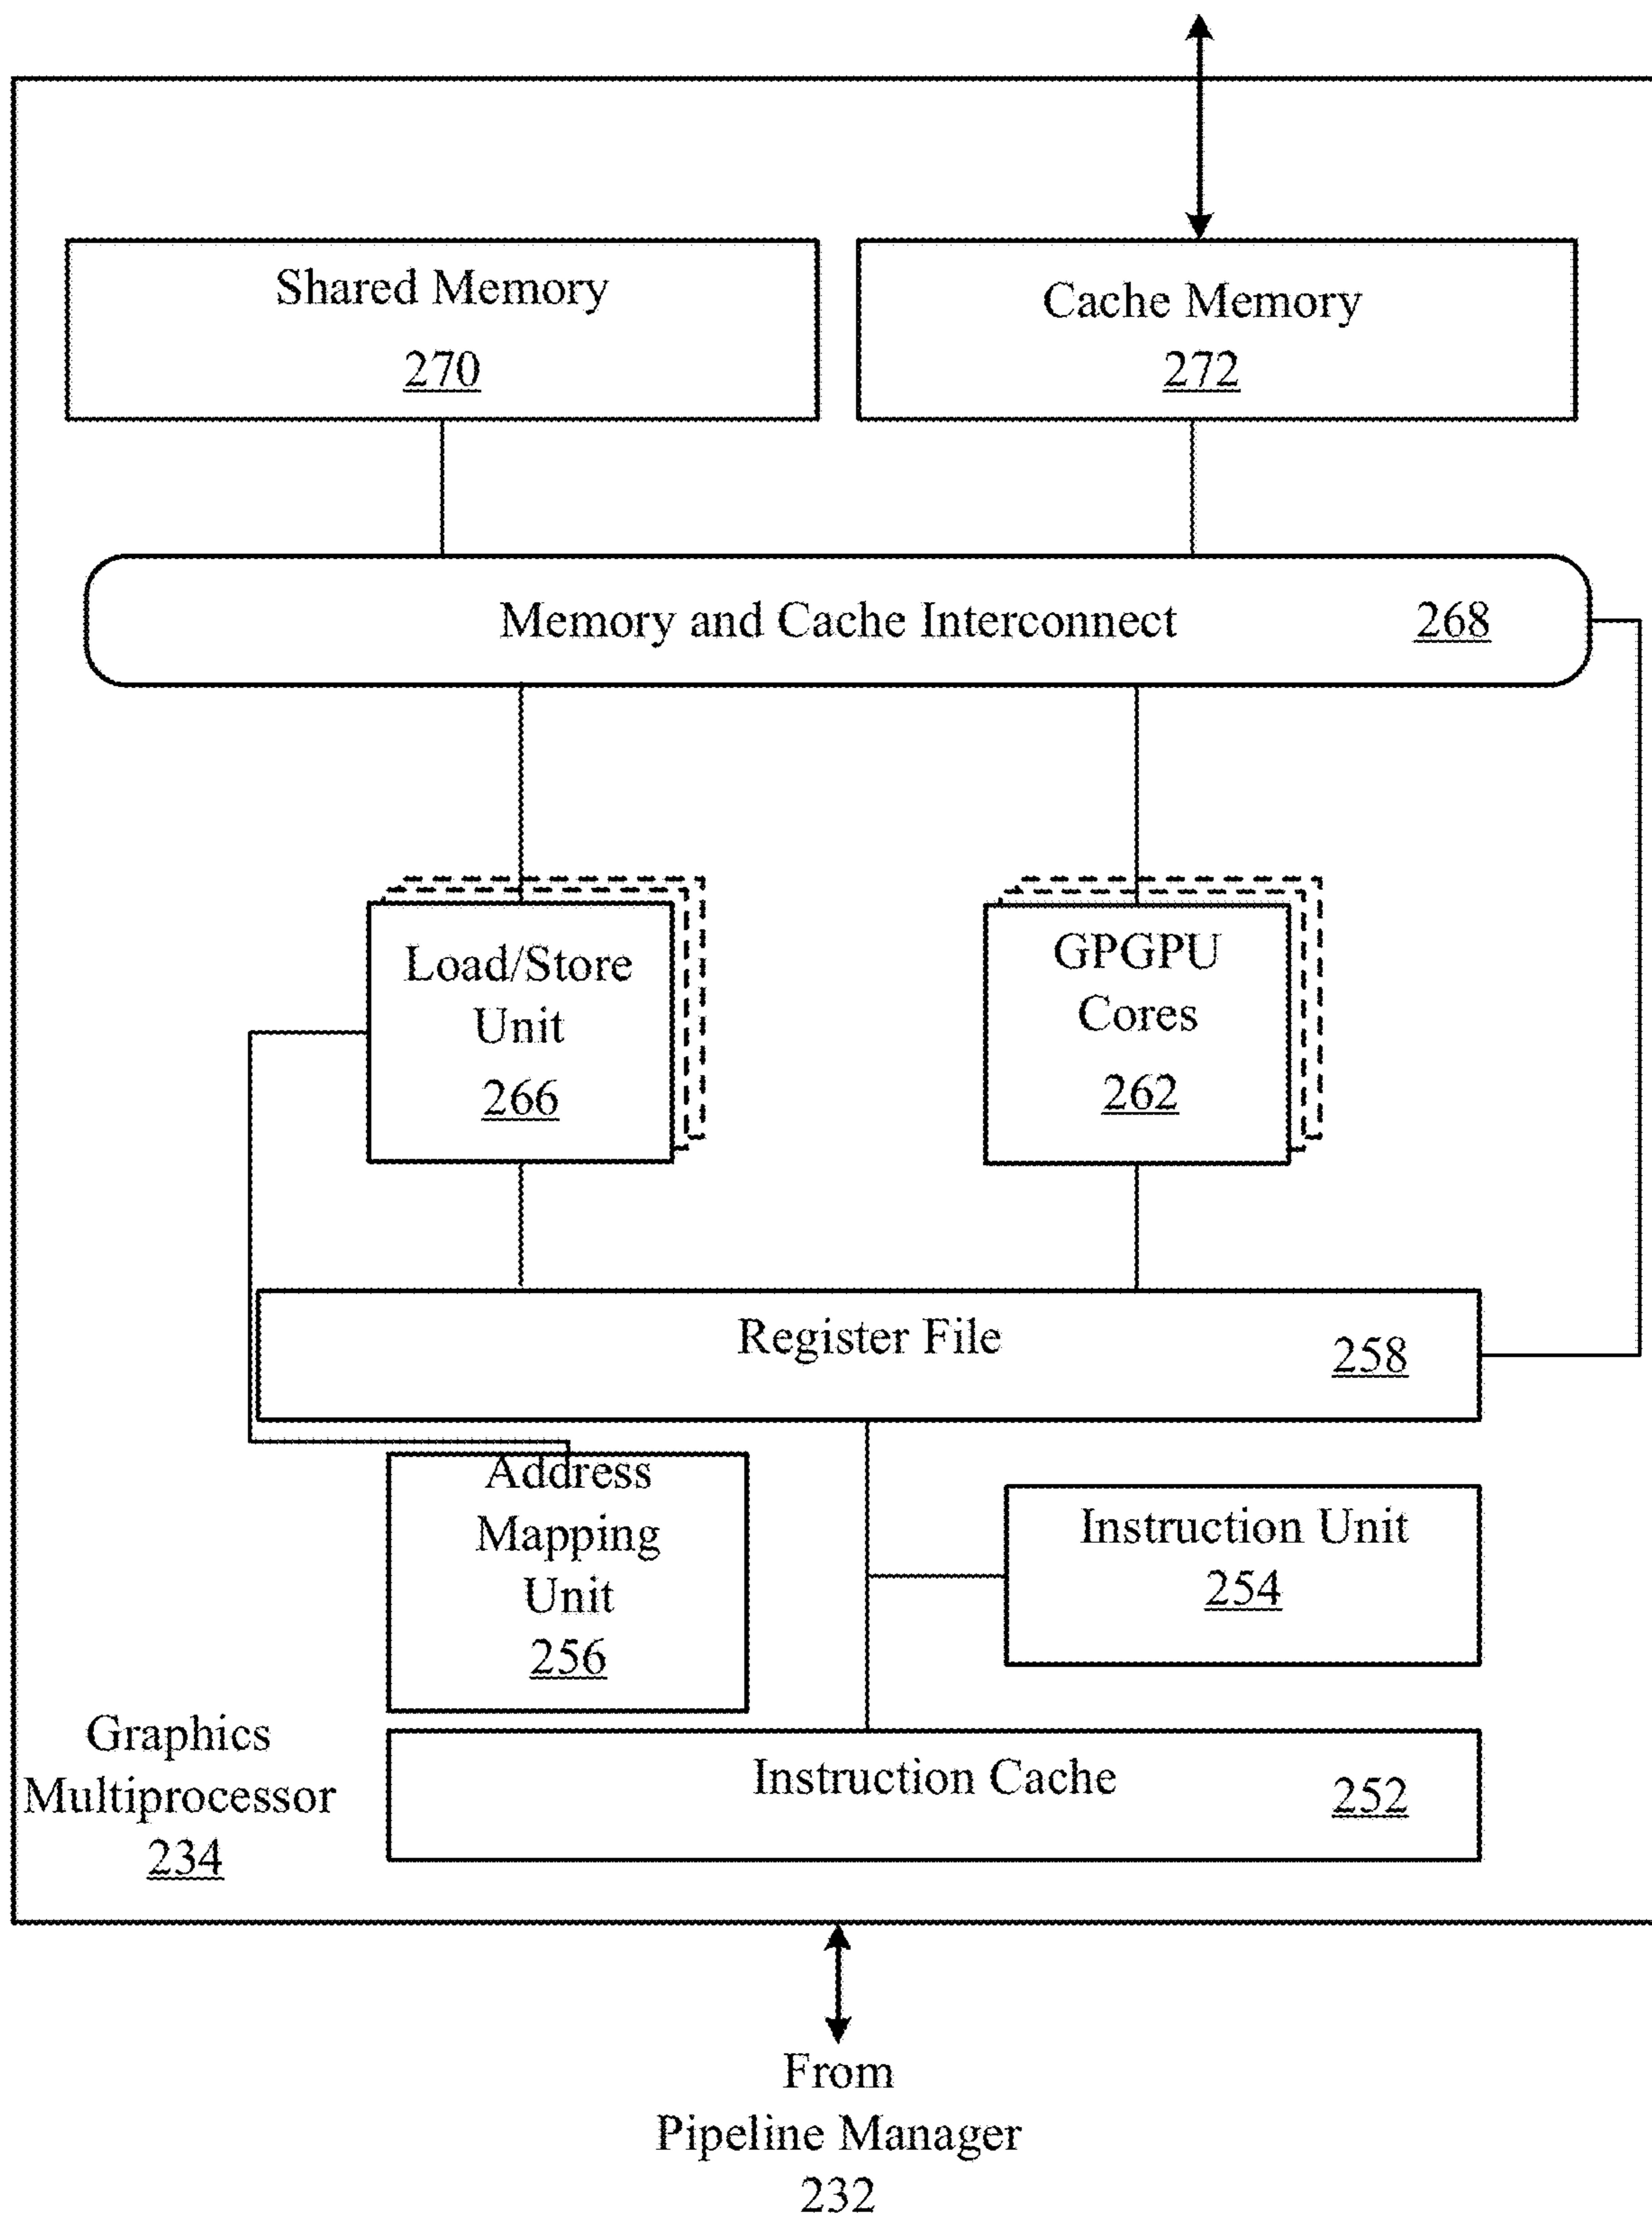 Shared Memory
270
Cache Memory
272
Memory and Cache Interconnect 268
Load/Store
Unit
266
GPGPU
Cores
262
Register File
258
Address
Mapping
Unit
256
Instruction Unit
254
Graphics
Multiprocessor
234
Instruction Cache
252
From
Pipeline Manager
232